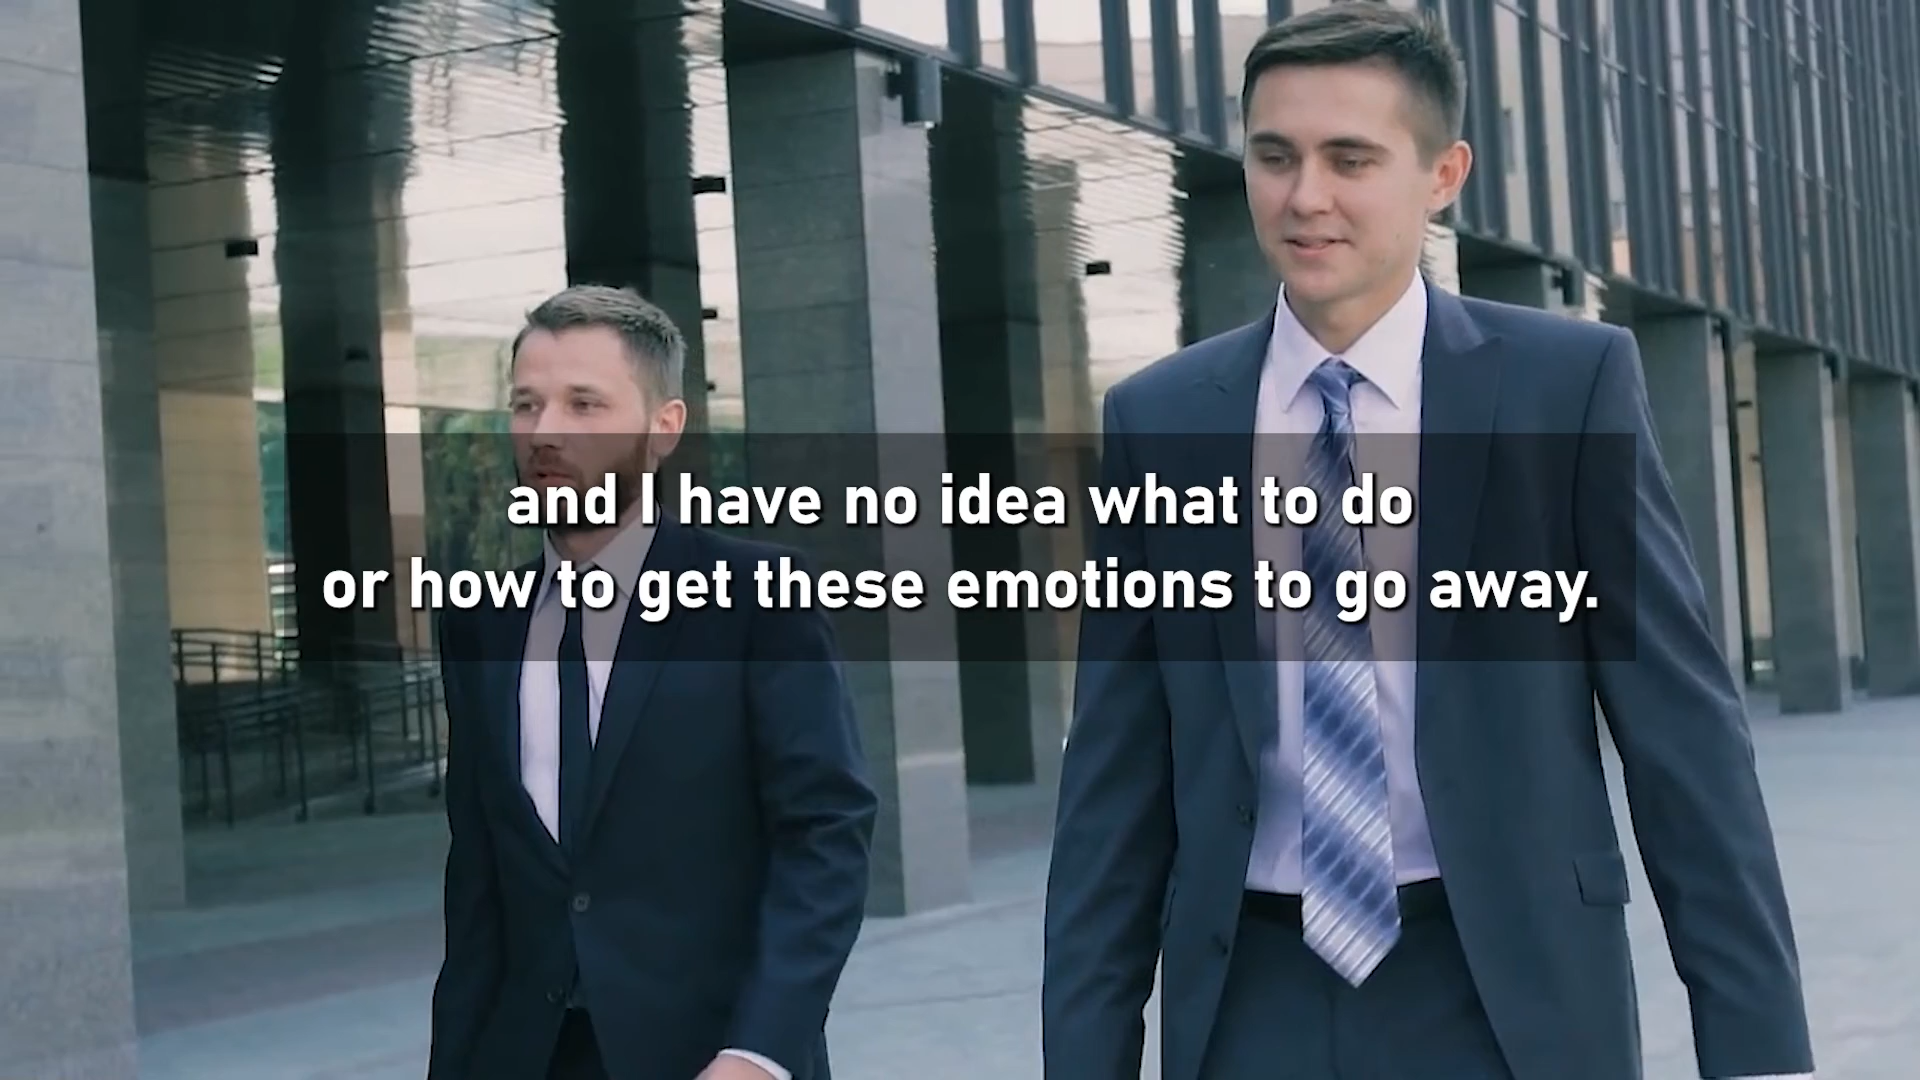 and I have no idea what to do
or how to get these emotions to go away.